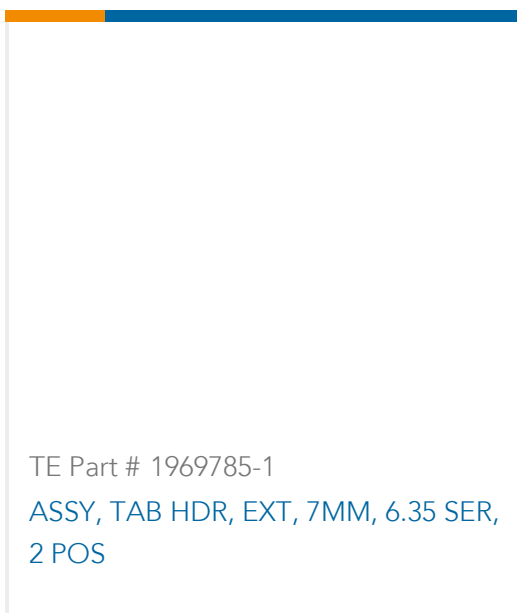 TE Part # 1969785-1
ASSY, TAB HDR, EXT, 7MM, 6.35 SER,
2 POS